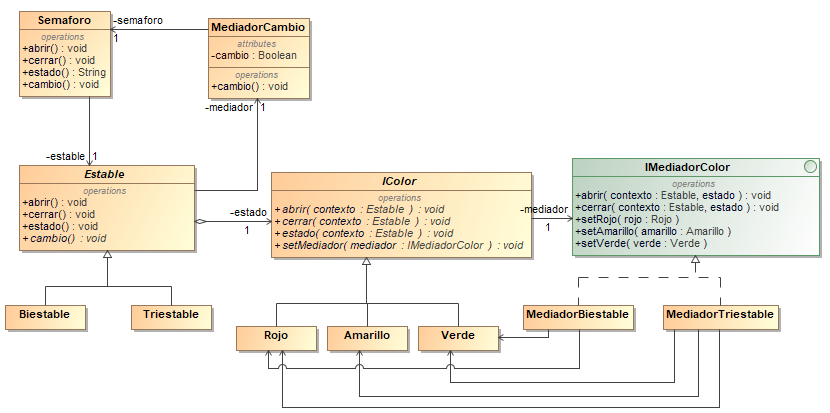 Semaforo
operations
+abrir() : void
+cerrar() : void
+estado() : String
+cambio() : void
-semaforo
1
MediadorCambio
attributes
-cambio : Boolean
operations
+cambio() : void
-mediador
1
-estable
1
Estable
operations
+abrir() : void
+cerrar() : void
+estado() : void
+cambio() : void
-estado
1
IColor
operations
+abrir( contexto : Estable ) : void
+cerrar( contexto : Estable ) : void
+estado( contexto : Estable ) : void
+setMediador( mediador : IMediadorColor ) : void
-mediador
1
IMediadorColor
operations
+abrir( contexto : Estable, estado ) : void
+cerrar( contexto : Estable, estado ) : void
+setRojo( rojo : Rojo )
+setAmarillo( amarillo : Amarillo )
+setVerde( verde : Verde )
Biestable
Triestable
Rojo
Amarillo
Verde
MediadorBiestable
MediadorTriestable